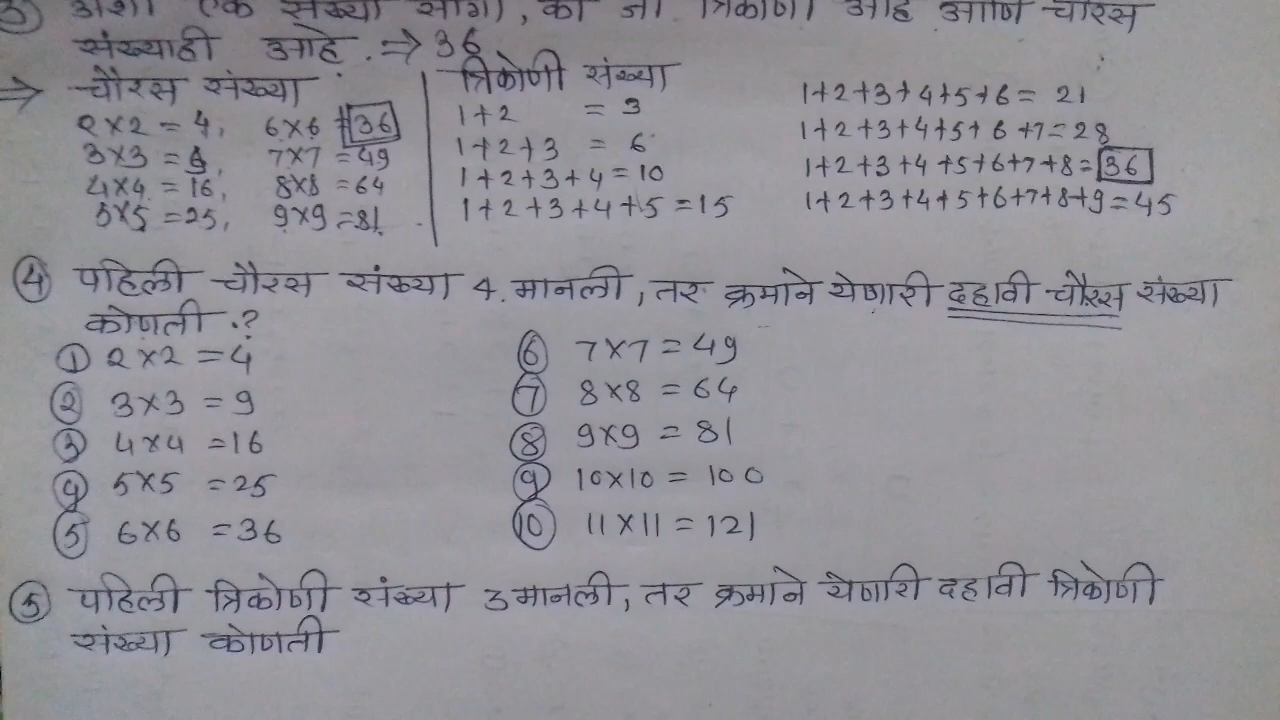 3) अशी एक संख्या सांगा, की जी त्रिकोणी आहे आणि चौरस
संख्याही आहे. ⇒ 36
⇒ चौरस संख्या
2×2 = 4, 6×6 = 36
3×3 = 9, 7×7 = 49
4×4 = 16, 8×8 = 64
5×5 = 25, 9×9 = 81
त्रिकोणी संख्या
1+2 = 3
1+2+3 = 6
1+2+3+4 = 10
1+2+3+4+5 = 15
1+2+3+4+5+6 = 21
1+2+3+4+5+6+7 = 28
1+2+3+4+5+6+7+8 = 36
1+2+3+4+5+6+7+8+9 = 45
④ पहिली चौरस संख्या 4. मानली, तर क्रमाने येणारी दहावी चौरस संख्या
कोणती.?
① 2×2 = 4
② 3×3 = 9
③ 4×4 = 16
④ 5×5 = 25
⑤ 6×6 = 36
⑥ 7×7 = 49
⑦ 8×8 = 64
⑧ 9×9 = 81
⑨ 10×10 = 100
⑩ 11×11 = 121
⑤ पहिली त्रिकोणी संख्या 3 मानली, तर क्रमाने येणारी दहावी त्रिकोणी
संख्या कोणती